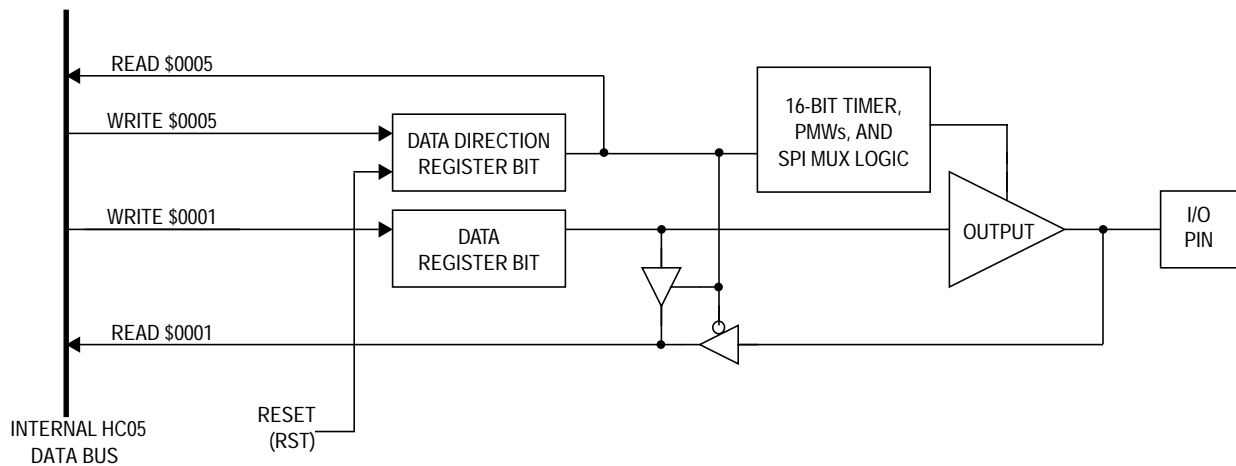 READ $0005
WRITE $0005
DATA DIRECTION
REGISTER BIT
16-BIT TIMER,
PMWs, AND
SPI MUX LOGIC
WRITE $0001
DATA
REGISTER BIT
OUTPUT
I/O
PIN
READ $0001
RESET
(RST)
INTERNAL HC05
DATA BUS